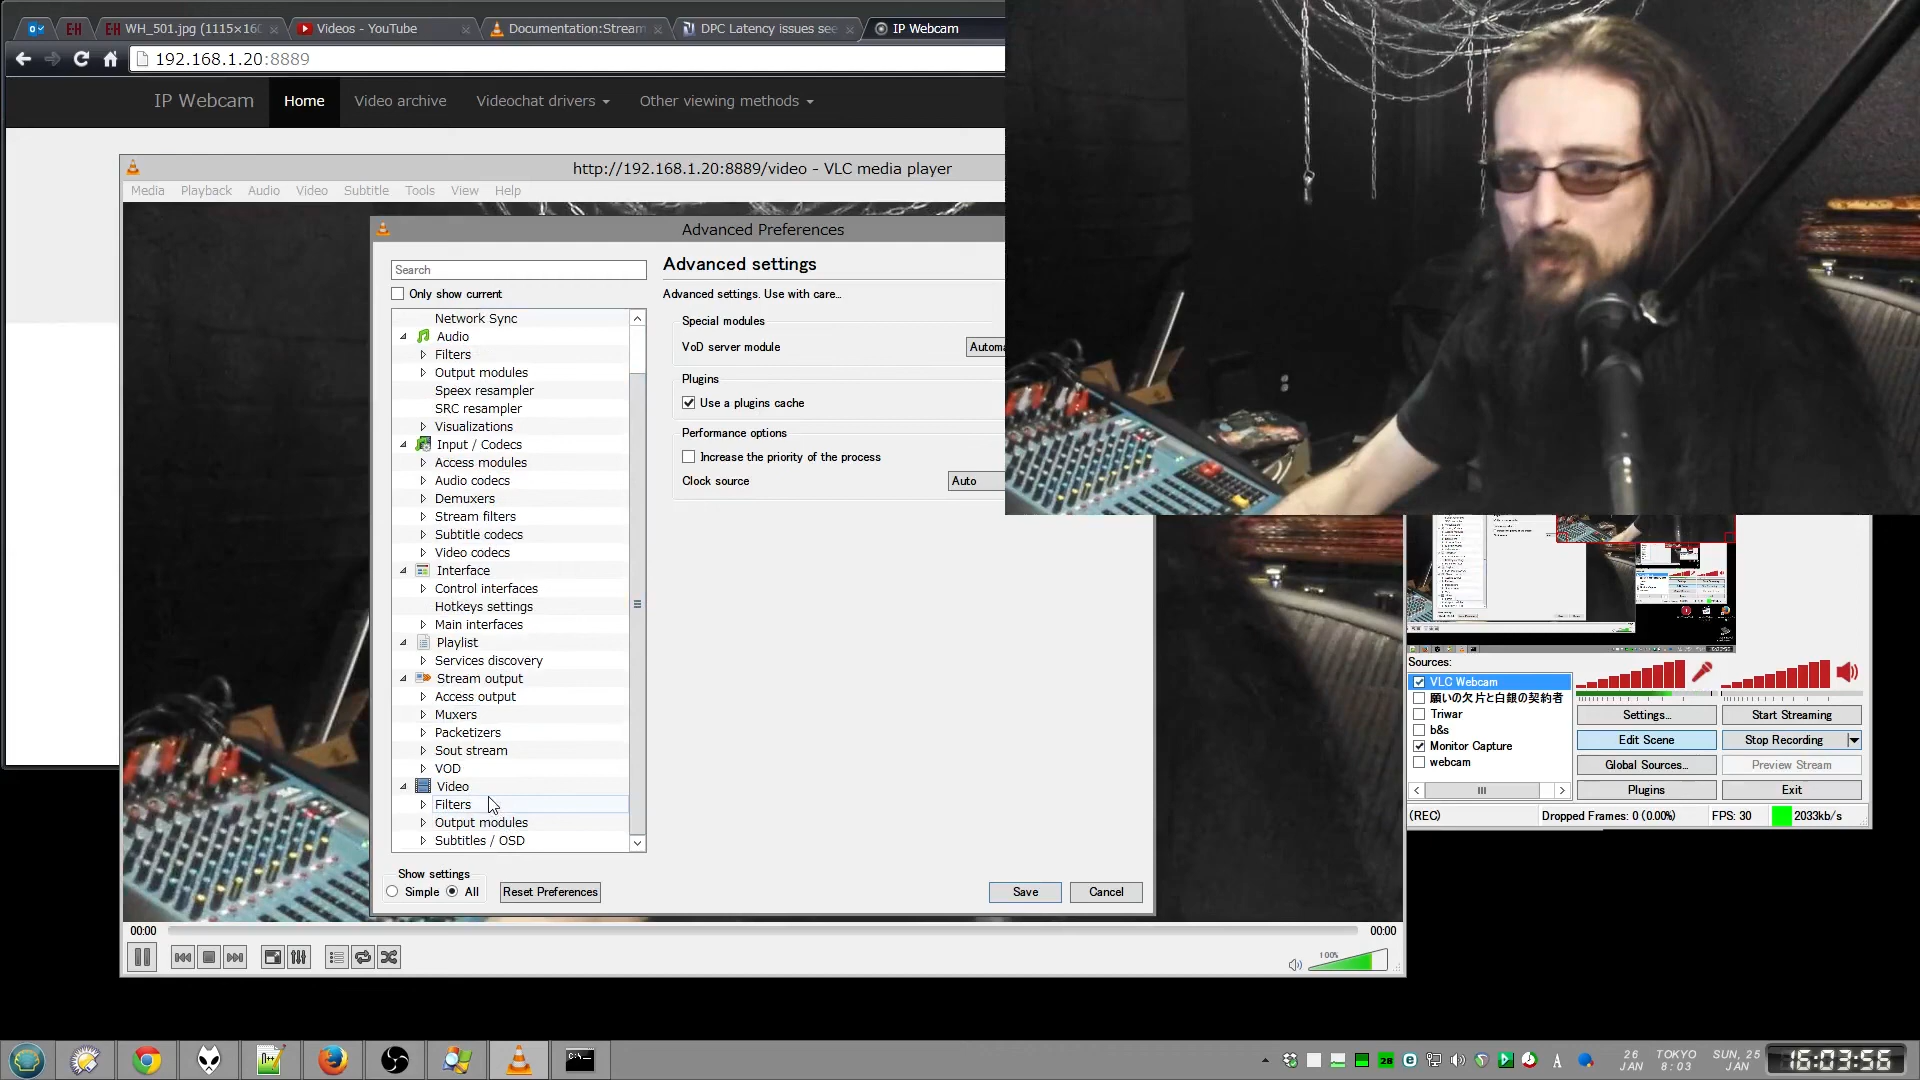 WH_501.jpg (1115×160
Videos - YouTube
Documentation:Stream
DPC Latency issues see
IP Webcam
192.168.1.20:8889
IP Webcam
Home
Video archive
Videochat drivers
Other viewing methods
http://192.168.1.20:8889/video - VLC media player
Media Playback Audio Video Subtitle Tools View Help
Advanced Preferences
Search
Only show current
Network Sync
Audio
Filters
Output modules
Speex resampler
SRC resampler
Visualizations
Input / Codecs
Access modules
Audio codecs
Demuxers
Stream filters
Subtitle codecs
Video codecs
Interface
Control interfaces
Hotkeys settings
Main interfaces
Playlist
Services discovery
Stream output
Access output
Muxers
Packetizers
Sout stream
VOD
Video
Filters
Output modules
Subtitles / OSD
Show settings
Simple All
Reset Preferences
Advanced settings
Advanced settings. Use with care...
Special modules
VoD server module
Automa
Plugins
Use a plugins cache
Performance options
Increase the priority of the process
Clock source
Auto
Save
Cancel
00:00
00:00
100%
Sources:
VLC Webcam
願いの欠片と白銀の契約者
Triwar
b&s
Monitor Capture
webcam
Settings...
Start Streaming
Edit Scene
Stop Recording
Global Sources...
Preview Stream
Plugins
Exit
(REC)
Dropped Frames: 0 (0.00%)
FPS: 30
2033kb/s
C:\_
28
A
26
JAN
TOKYO
8:03
SUN, 25
JAN
16:03:56